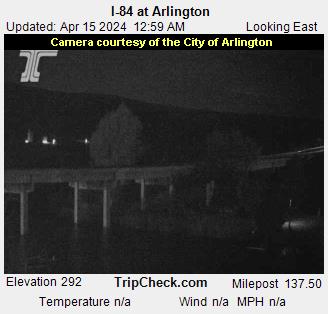 I-84 at Arlington
Updated: Apr 15 2024 12:59 AM Looking East
Camera courtesy of the City of Arlington
Elevation 292 TripCheck.com Milepost 137.50
Temperature n/a Wind n/a MPH n/a